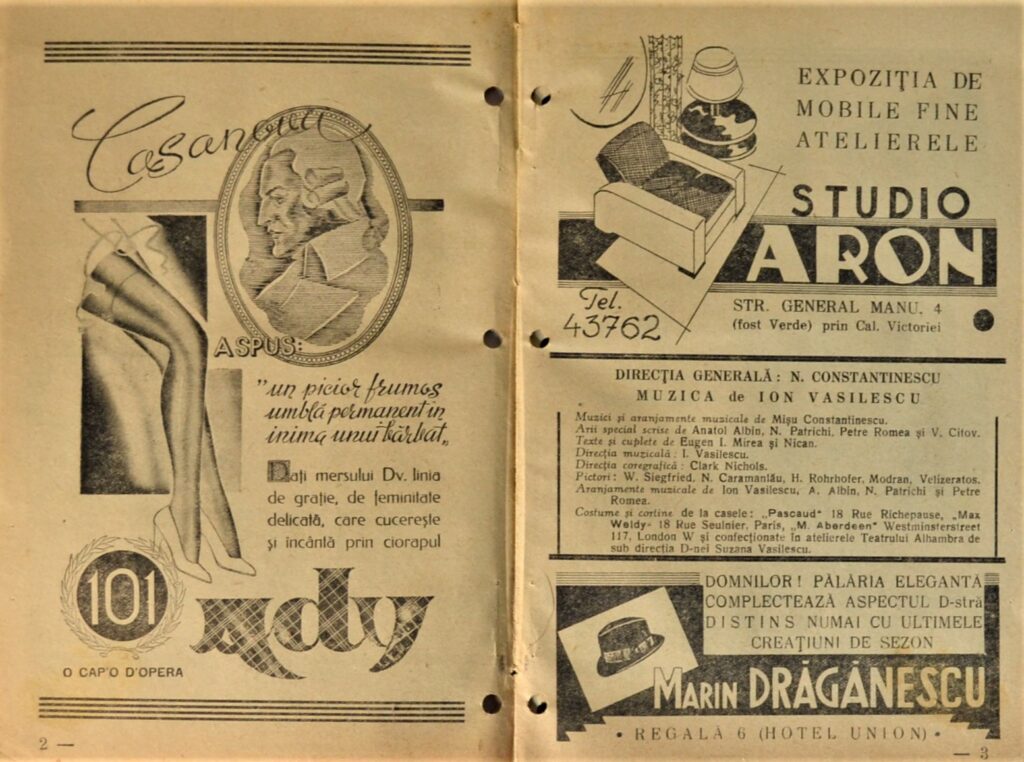 Casanova
A SPUS:
"un picior frumos
umblă permanent în
inima unui bărbat„
Dați mersului Dv. linia
de grație, de feminitate
delicată, care cucerește
și încântă prin ciorapul
101
Ady
O CAP'O D'OPERA
2 —
EXPOZIŢIA DE
MOBILE FINE
ATELIERELE
STUDIO
ARON
Tel.
43762
STR. GENERAL MANU, 4
(fost Verde) prin Cal. Victoriei
DIRECŢIA GENERALĂ : N. CONSTANTINESCU
MUZICA de ION VASILESCU
Muzici și aranjamente muzicale de Mișu Constantinescu.
Arii special scrise de Anatol Albin, N. Patrichi, Petre Romea și V. Citov.
Texte și cuplete de Eugen I. Mirea și Nican.
Direcția muzicală : I. Vasilescu.
Direcția coregrafică : Clark Nichols.
Pictori : W. Siegfried, N. Caramanlău, H. Rohrhofer, Modran, Velizeratos.
Aranjamente muzicale de Ion Vasilescu, A. Albin, N. Patrichi și Petre
Romea.
Costume și cortine de la casele : „Pascaud" 18 Rue Richepause, „Max
Weldy- 18 Rue Seulnier, Paris, „M. Aberdeen" Westminsterstreet
117, London W și confecționate în atelierele Teatrului Alhambra de
sub direcția D-nei Suzana Vasilescu.
DOMNILOR ! PĂLĂRIA ELEGANTĂ
COMPLECTEAZĂ ASPECTUL D-stră
DISTINS NUMAI CU ULTIMELE
CREAŢIUNI DE SEZON
MARIN DRĂGĂNESCU
• REGALĂ 6 (HOTEL UNION) •
— 3